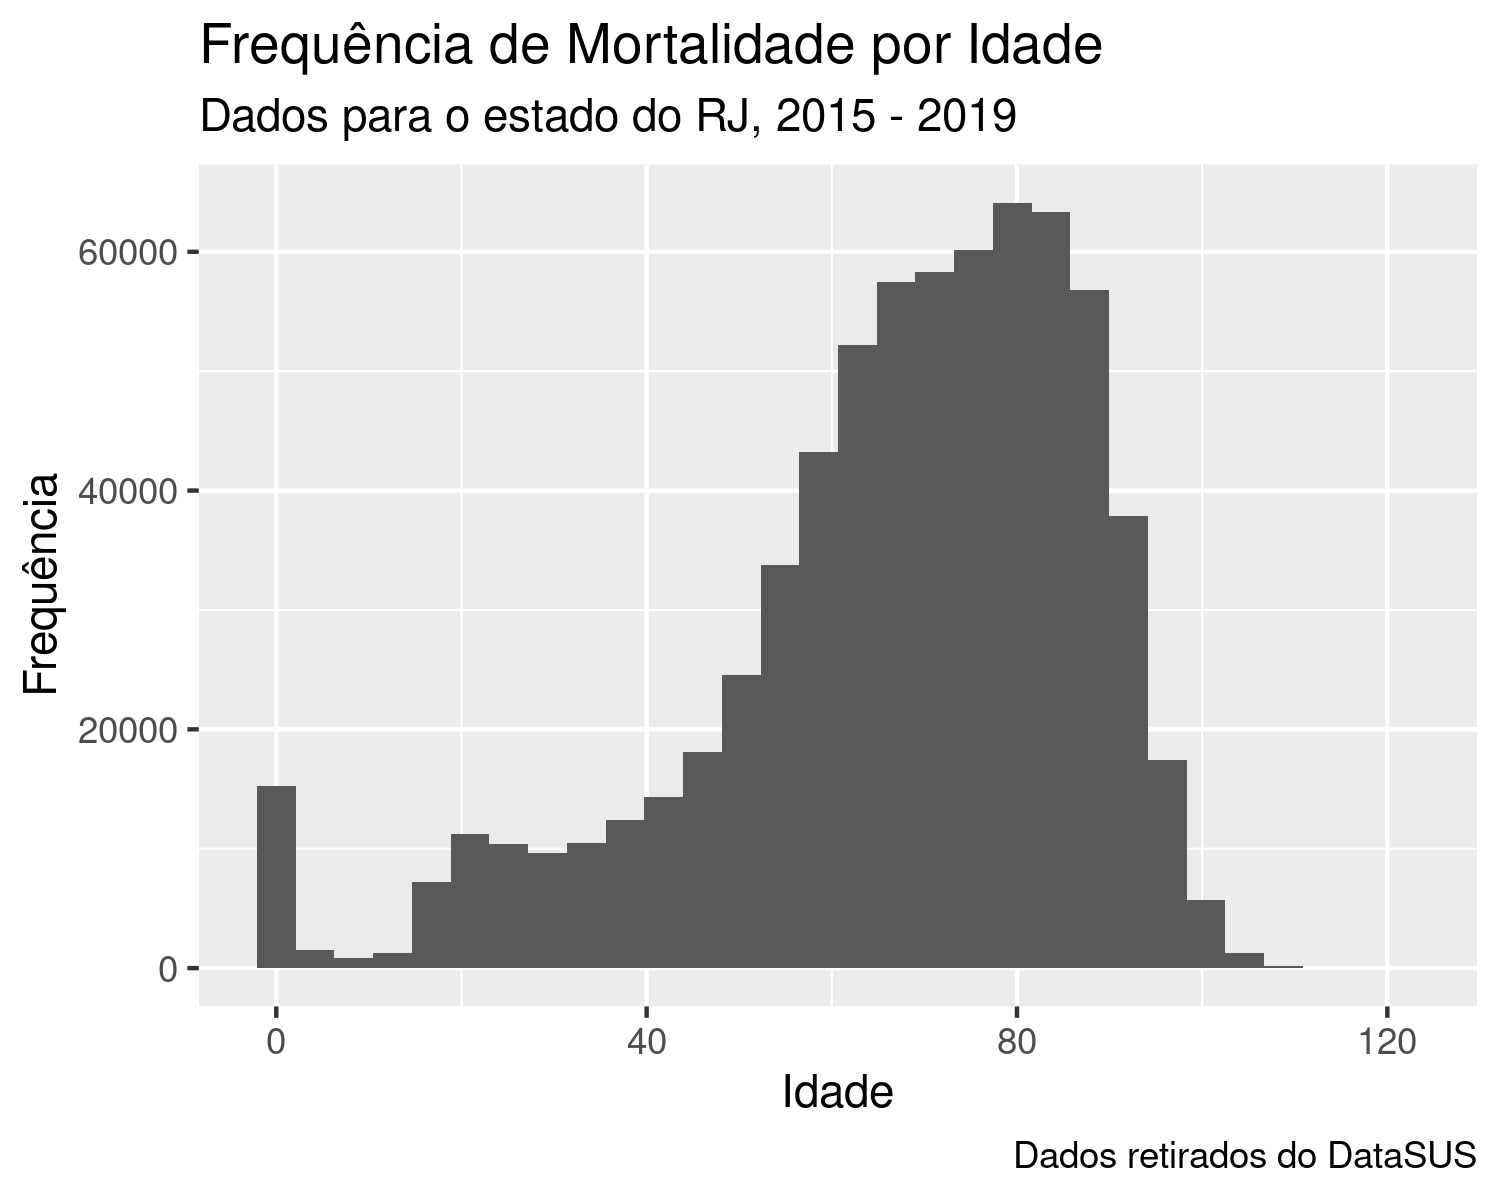 Frequência de Mortalidade por Idade
Dados para o estado do RJ, 2015 - 2019
Frequência
60000
40000
20000
0
0 40 80 120
Idade
Dados retirados do DataSUS